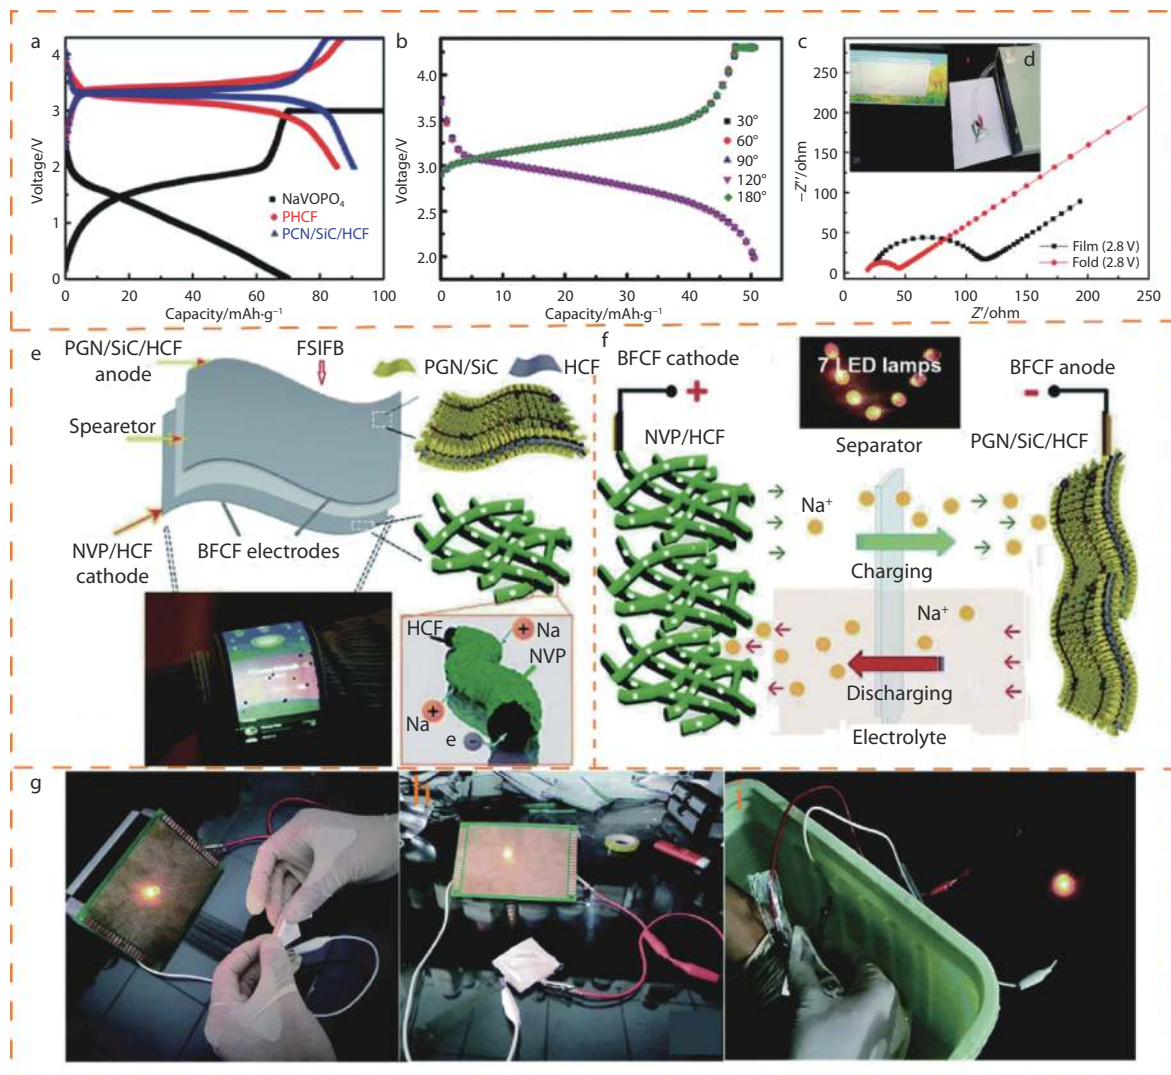 a
4
3
2
1
0
Voltage/V
NaVOPO₄
PHCF
PCN/SiC/HCF
0
20
40
60
80
100
Capacity/mAh·g⁻¹
b
4.0
3.5
3.0
2.5
2.0
Voltage/V
30°
60°
90°
120°
180°
0
10
20
30
40
50
Capacity/mAh·g⁻¹
c
d
-250
-200
-150
-100
50
0
−Z''/ohm
Film (2.8 V)
Fold (2.8 V)
0
50
100
150
200
250
Z'/ohm
e
PGN/SiC/HCF
anode
FSIFB
PGN/SiC
HCF
Spearetor
NVP/HCF
cathode
BFCF electrodes
HCF
+
Na
NVP
+
Na
e
−
f
BFCF cathode
+
7 LED lamps
BFCF anode
−
NVP/HCF
Separator
PGN/SiC/HCF
Na⁺
Charging
Na⁺
Discharging
Electrolyte
g
h
i